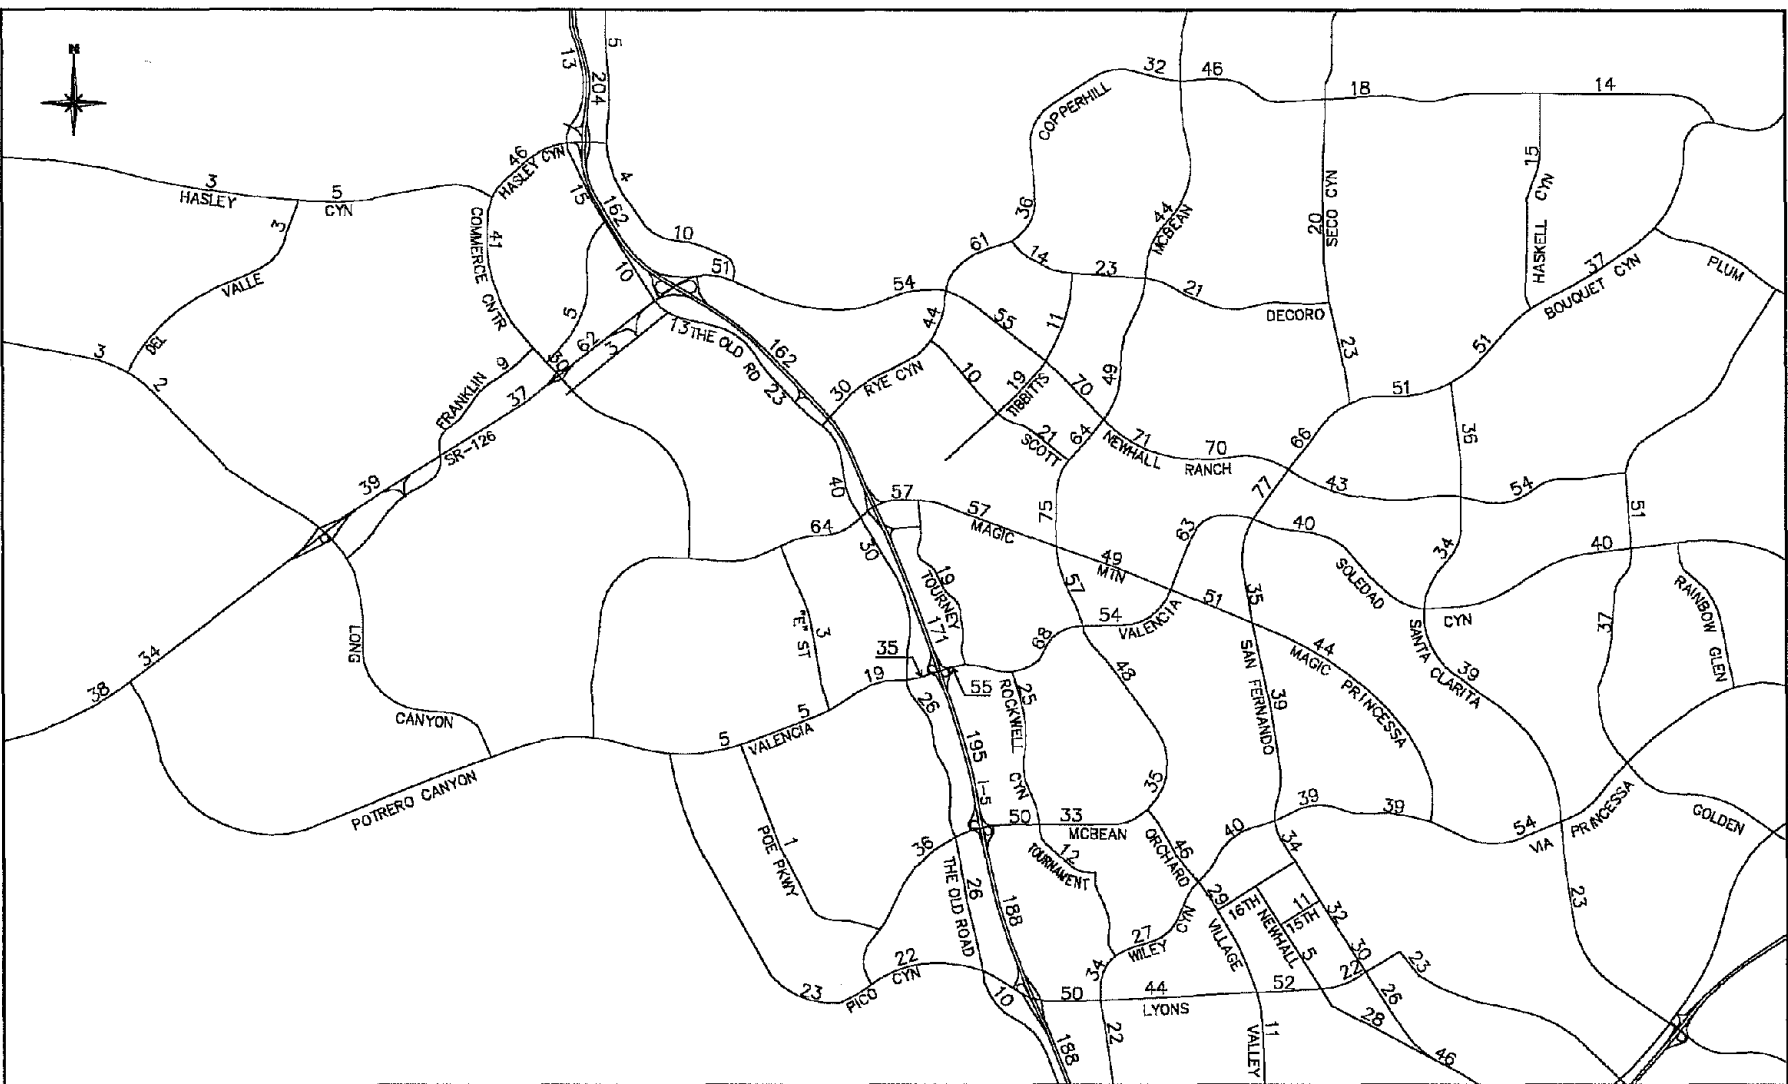 N
13
204
5
32
46
18
14
COPPERHILL
46
HASLEY CYN
15
162
4
3
HASLEY
5
CYN
3
VALLE
DEL
3
2
COMMERCE CNTR
41
10
10
51
5
62
3
30
9
FRANKLIN
37
SR-126
39
13
THE OLD RD
23
162
54
61
36
14
23
44
MCBEAN
21
DECORO
20
SECO CYN
15
HASKELL CYN
37
BOUQUET CYN
PLUM
44
55
11
10
19
TIBBITTS
70
49
30
RYE CYN
21
SCOTT
64
71
NEWHALL
70
RANCH
66
23
51
51
36
43
54
51
77
40
57
57
MAGIC
49
MTN
75
63
40
SOLEDAD
CYN
34
40
RAINBOW GLEN
64
30
19
TOURNEY
171
57
54
VALENCIA
51
35
44
MAGIC PRINCESSA
SANTA CLARITA
39
37
"E" ST
3
35
19
55
68
48
SAN FERNANDO
39
LONG
CANYON
34
38
POTRERO CANYON
5
VALENCIA
5
26
25
ROCKWELL CYN
195
I-5
50
33
MCBEAN
35
39
39
54
VIA PRINCESSA
GOLDEN
POE PKWY
1
36
THE OLD ROAD
26
188
12
TOURNAMENT
ORCHARD
46
40
34
29
16TH
11
15TH
32
NEWHALL
5
30
23
27
WILEY CYN
VILLAGE
34
22
CYN
PICO
23
10
50
44
LYONS
52
22
23
26
28
46
188
22
11
VALLEY